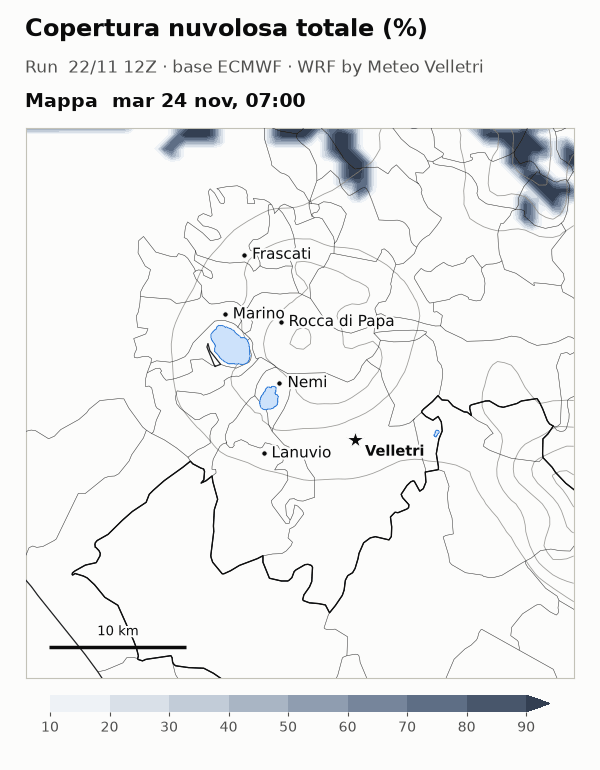 Copertura nuvolosa totale (%)
Run  22/11 12Z · base ECMWF · WRF by Meteo Velletri
Mappa  mar 24 nov, 07:00
Frascati
Marino
Rocca di Papa
Nemi
Velletri
Lanuvio
10 km
10 20 30 40 50 60 70 80 90